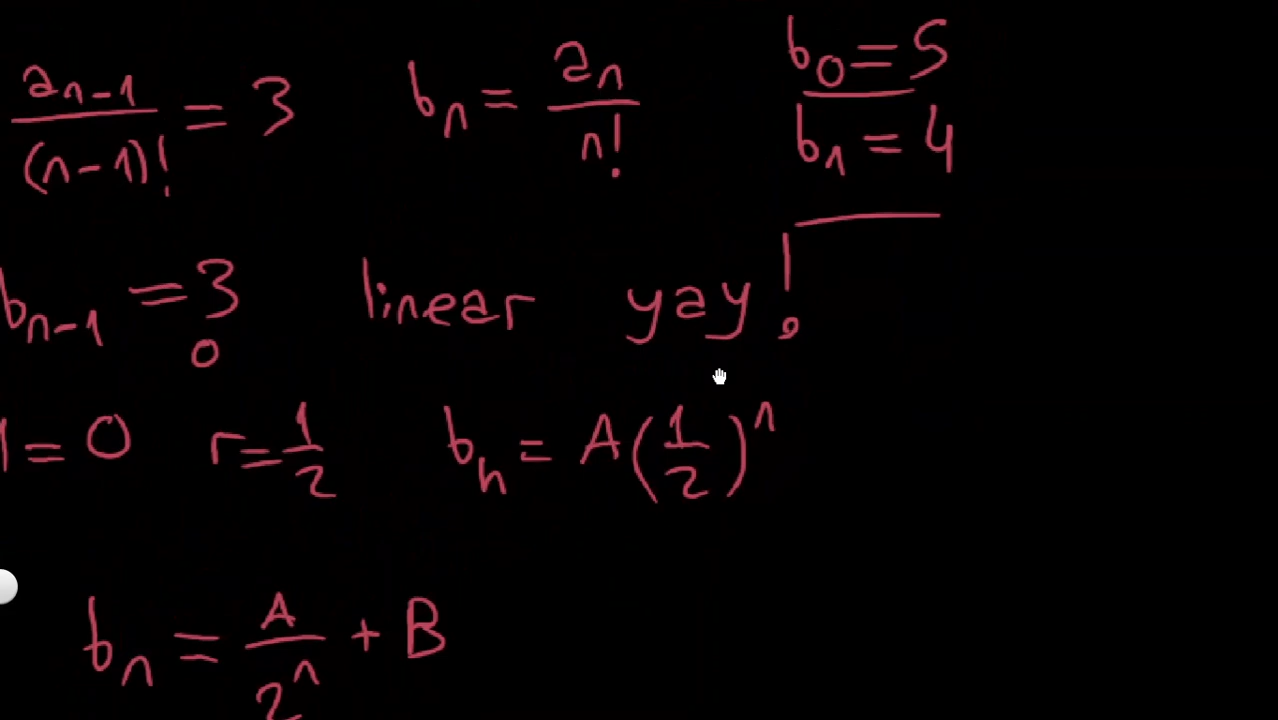 a_{n-1}/(n-1)! = 3 b_n = a_n/n! b_0 = 5
b_1 = 4
b_{n-1} = 3 linear yay!
0
1 = 0 r = 1/2 b_n = A(1/2)^n
b_n = A/2^n + B